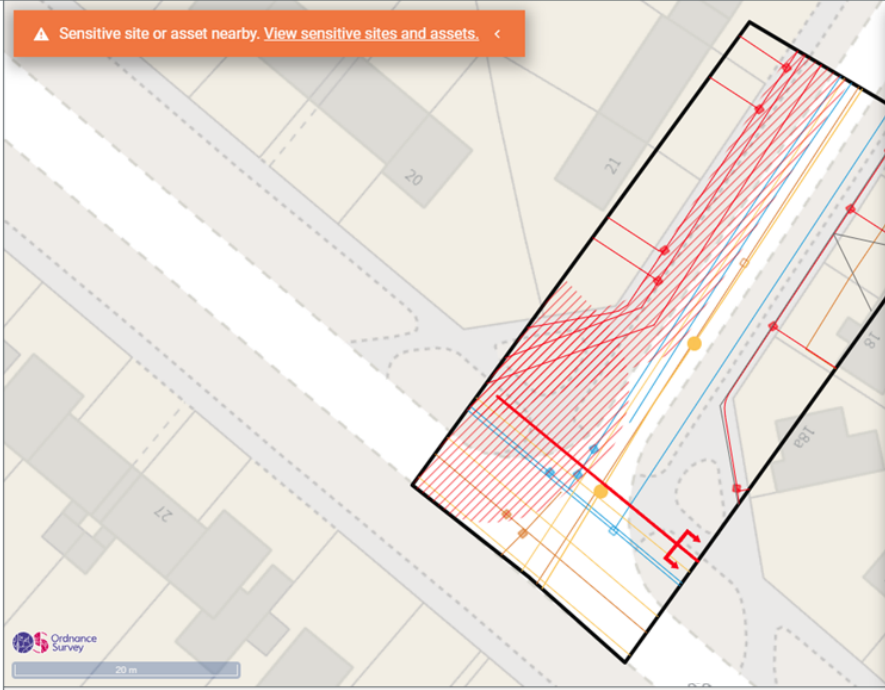 Sensitive site or asset nearby. View sensitive sites and assets.
20
21
18
18a
27
Ordnance
Survey
20 m